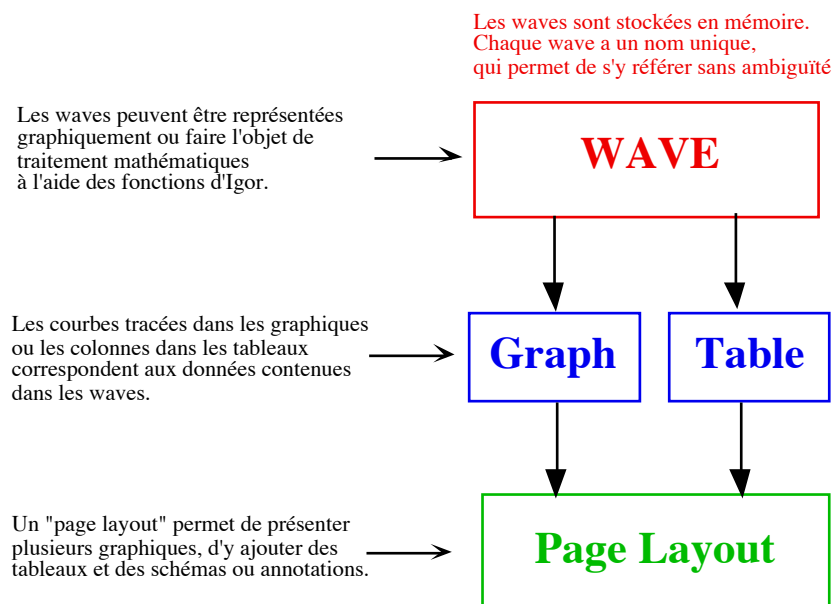 Les waves sont stockées en mémoire.
Chaque wave a un nom unique,
qui permet de s'y référer sans ambiguïté
Les waves peuvent être représentées
graphiquement ou faire l'objet de
traitement mathématiques
à l'aide des fonctions d'Igor.
WAVE
Les courbes tracées dans les graphiques
ou les colonnes dans les tableaux
correspondent aux données contenues
dans les waves.
Graph
Table
Un "page layout" permet de présenter
plusieurs graphiques, d'y ajouter des
tableaux et des schémas ou annotations.
Page Layout